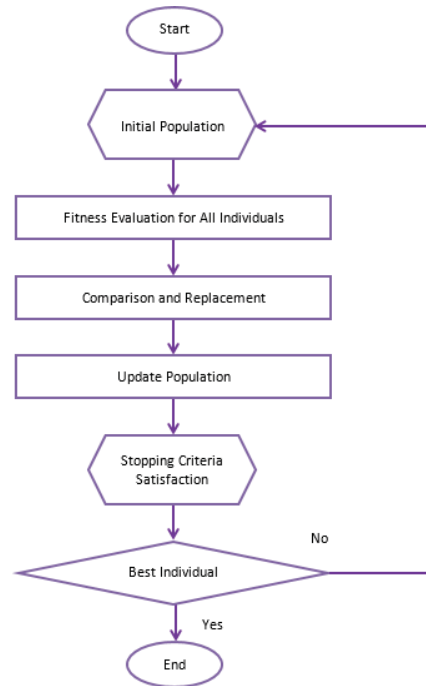 Start
Initial Population
Fitness Evaluation for All Individuals
Comparison and Replacement
Update Population
Stopping Criteria
Satisfaction
No
Best Individual
Yes
End